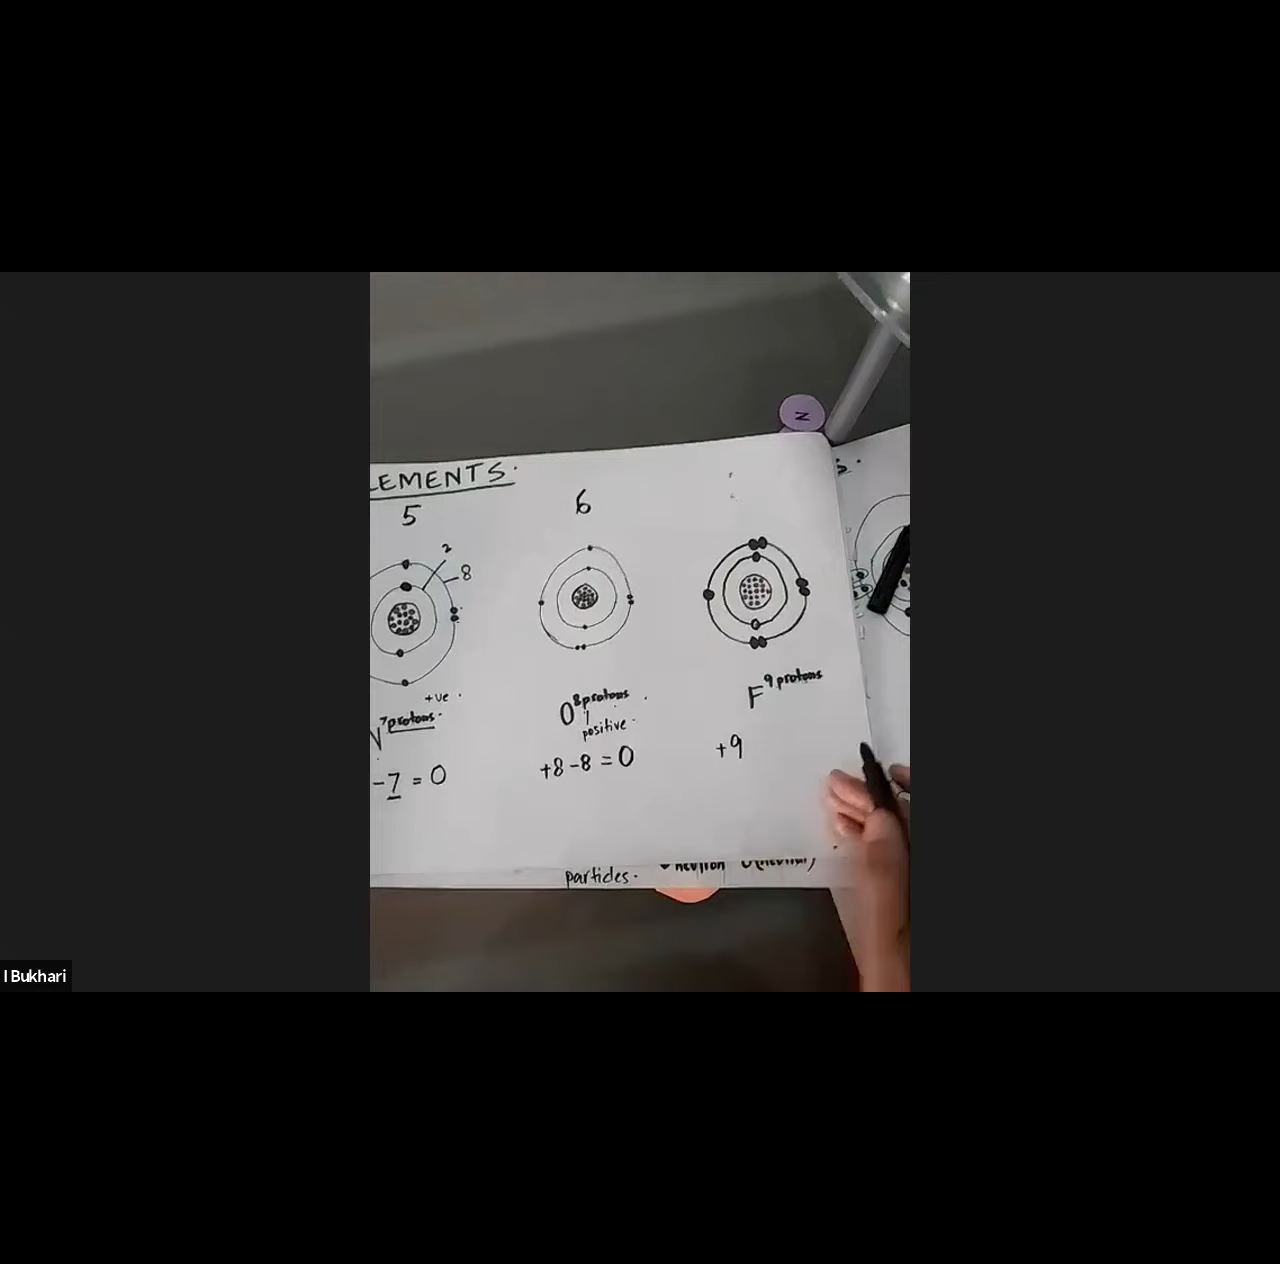 LEMENTS.
5
6
2
8
+ve.
7 protons.
N
-7 = 0
O 8 protons
positive.
+8 -8 = 0
F 9 protons
+9
particles.
N
I Bukhari